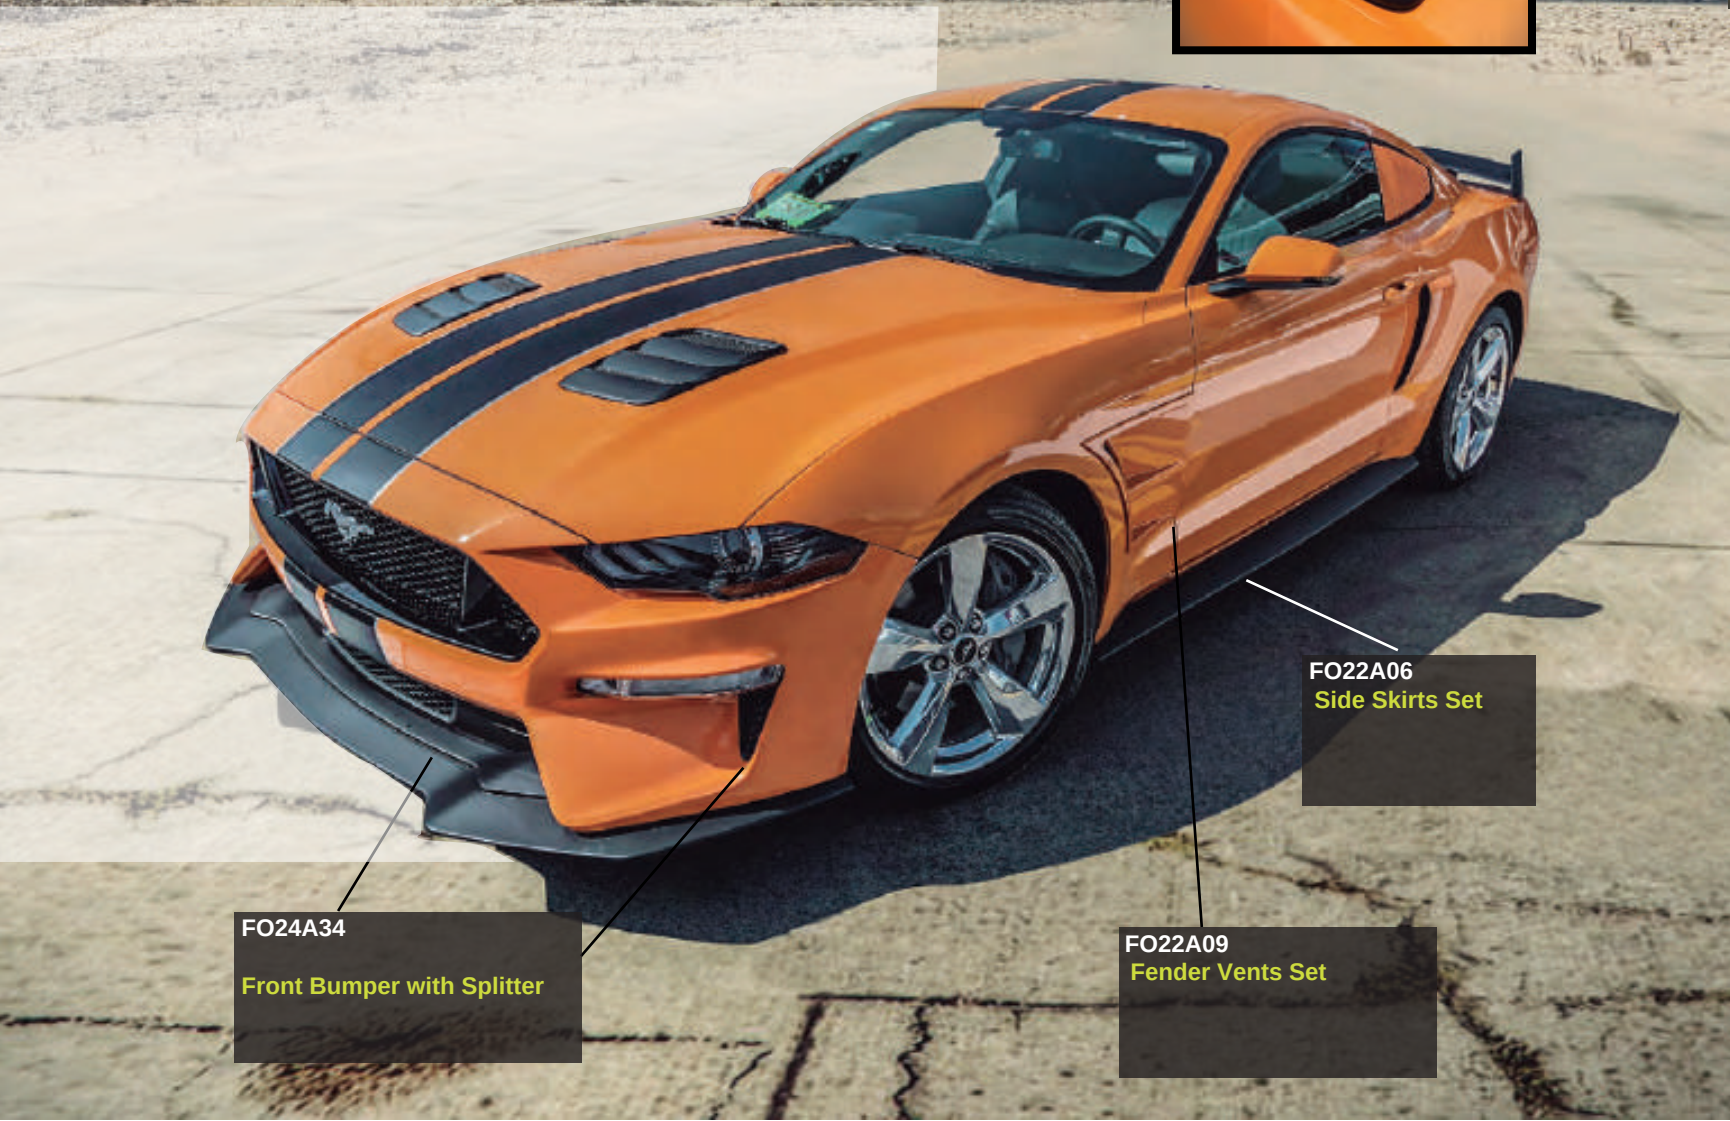 FO22A06
Side Skirts Set
FO24A34
Front Bumper with Splitter
FO22A09
Fender Vents Set